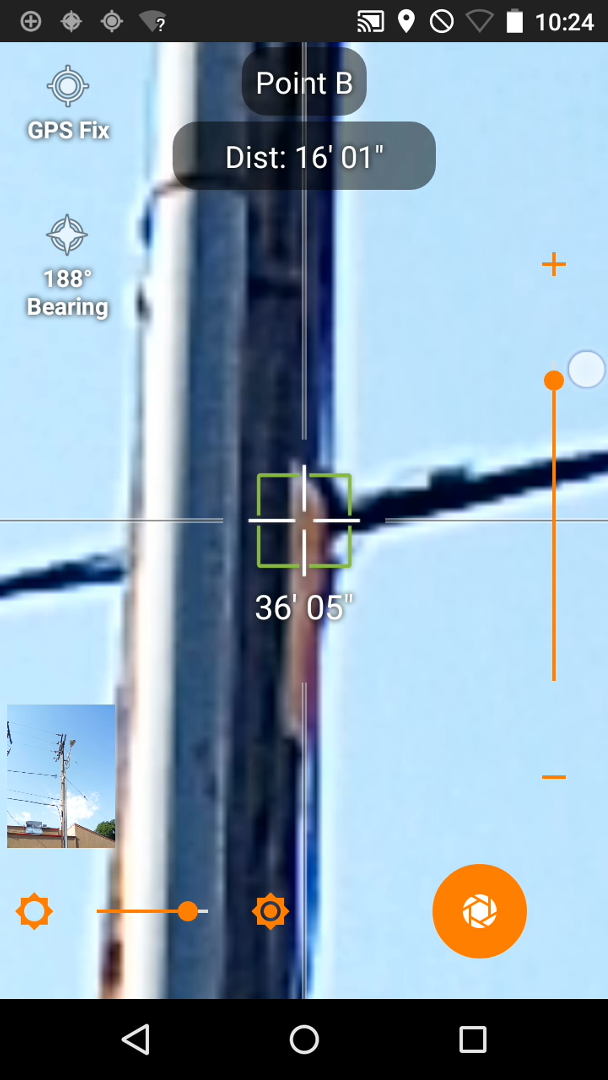 ?
10:24
Point B
GPS Fix
Dist: 16' 01"
188°
Bearing
36' 05"